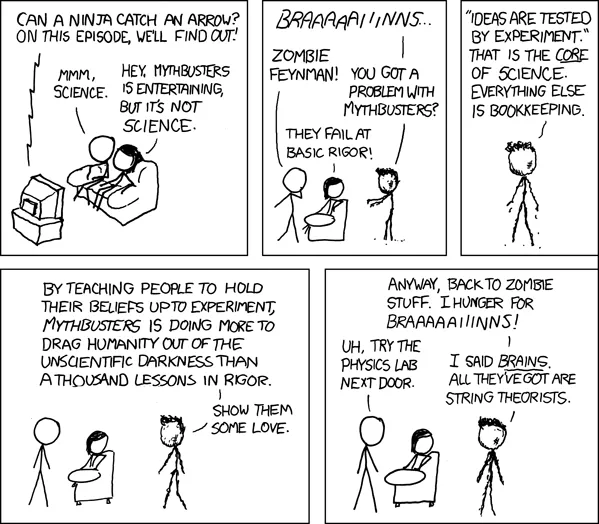 CAN A NINJA CATCH AN ARROW?
ON THIS EPISODE, WE'LL FIND OUT!
MMM,
SCIENCE.
HEY, MYTHBUSTERS
IS ENTERTAINING,
BUT IT'S NOT
SCIENCE.
BRAAAAAIIINNS...
ZOMBIE
FEYNMAN!
YOU GOT A
PROBLEM WITH
MYTHBUSTERS?
THEY FAIL AT
BASIC RIGOR!
"IDEAS ARE TESTED
BY EXPERIMENT."
THAT IS THE CORE
OF SCIENCE.
EVERYTHING ELSE
IS BOOKKEEPING.
BY TEACHING PEOPLE TO HOLD
THEIR BELIEFS UP TO EXPERIMENT,
MYTHBUSTERS IS DOING MORE TO
DRAG HUMANITY OUT OF THE
UNSCIENTIFIC DARKNESS THAN
A THOUSAND LESSONS IN RIGOR.
SHOW THEM
SOME LOVE.
ANYWAY, BACK TO ZOMBIE
STUFF. I HUNGER FOR
BRAAAAAIIINNS!
UH, TRY THE
PHYSICS LAB
NEXT DOOR.
I SAID BRAINS.
ALL THEY'VE GOT ARE
STRING THEORISTS.